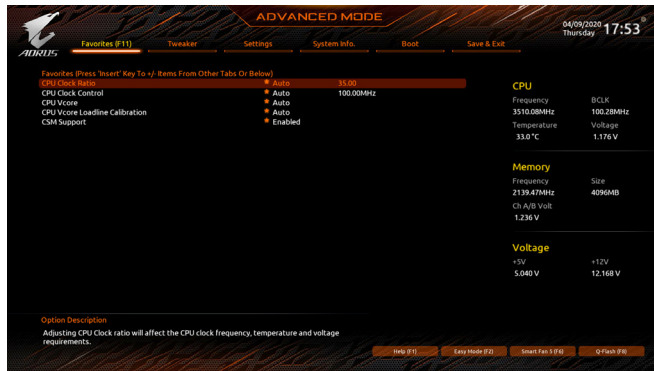 ADVANCED MODE
04/09/2020
Thursday
17:53
AORUS
Favorites (F11) Tweaker Settings System Info. Boot Save & Exit
Favorites (Press 'Insert' Key To +/- Items From Other Tabs Or Below)
CPU Clock Ratio Auto 35.00
CPU Clock Control Auto 100.00MHz
CPU Vcore Auto
CPU Vcore Loadline Calibration Auto
CSM Support Enabled
CPU
Frequency BCLK
3510.08MHz 100.28MHz
Temperature Voltage
33.0 °C 1.176 V
Memory
Frequency Size
2139.47MHz 4096MB
Ch A/B Volt
1.236 V
Voltage
+5V +12V
5.040 V 12.168 V
Option Description
Adjusting CPU Clock ratio will affect the CPU clock frequency, temperature and voltage
requirements.
Help (F1) Easy Mode (F2) Smart Fan 5 (F6) Q-Flash (F8)